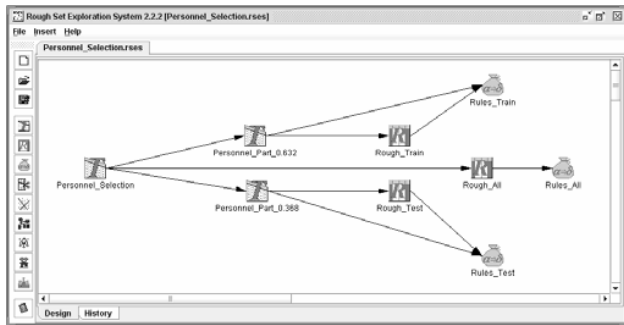 Rough Set Exploration System 2.2.2 [Personnel_Selection.rses]
File Insert Help
Personnel_Selection.rses
Rules_Train
Personnel_Part_0.632
Rough_Train
Personnel_Selection
Rough_All
Rules_All
Personnel_Part_0.368
Rough_Test
Rules_Test
Design History